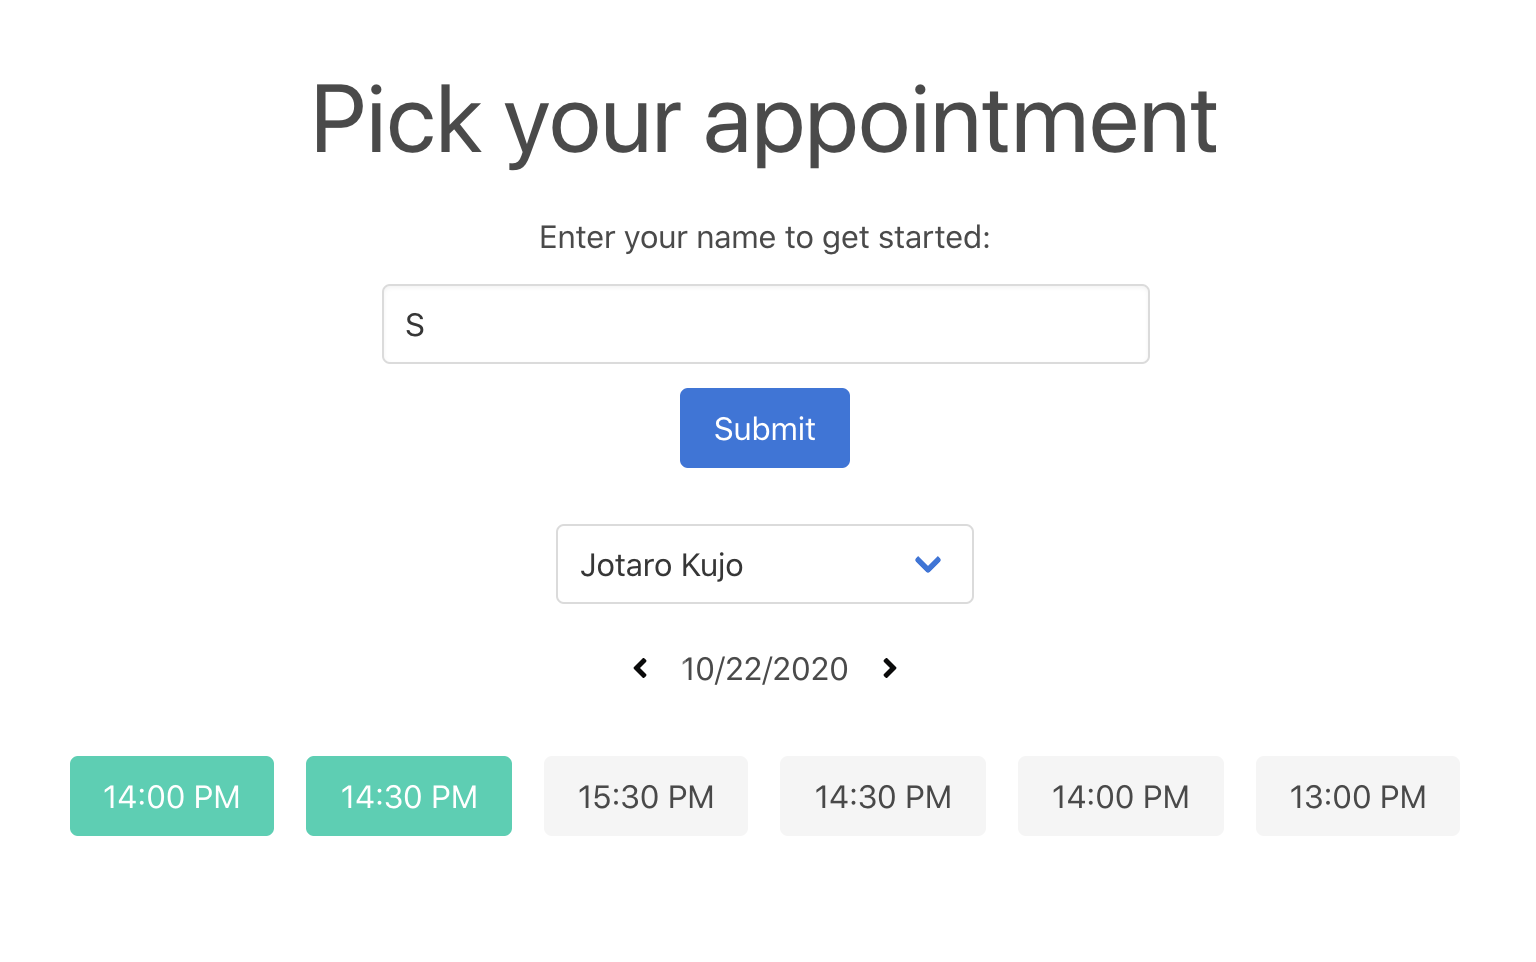 Pick your appointment
Enter your name to get started:
S
Submit
Jotaro Kujo
10/22/2020
14:00 PM 14:30 PM 15:30 PM 14:30 PM 14:00 PM 13:00 PM